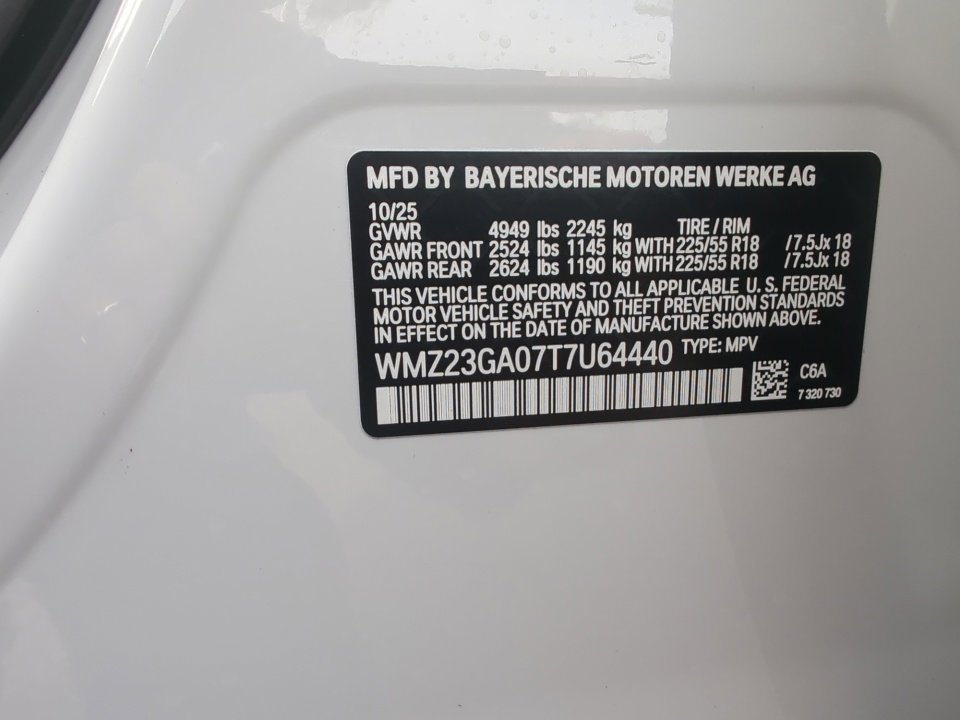 MFD BY BAYERISCHE MOTOREN WERKE AG
10/25
GVWR 4949 lbs 2245 kg TIRE / RIM
GAWR FRONT 2524 lbs 1145 kg WITH 225/55 R18 /7.5Jx 18
GAWR REAR 2624 lbs 1190 kg WITH 225/55 R18 /7.5Jx 18
THIS VEHICLE CONFORMS TO ALL APPLICABLE U. S. FEDERAL
MOTOR VEHICLE SAFETY AND THEFT PREVENTION STANDARDS
IN EFFECT ON THE DATE OF MANUFACTURE SHOWN ABOVE.
WMZ23GA07T7U64440 TYPE: MPV
C6A
7 320 730